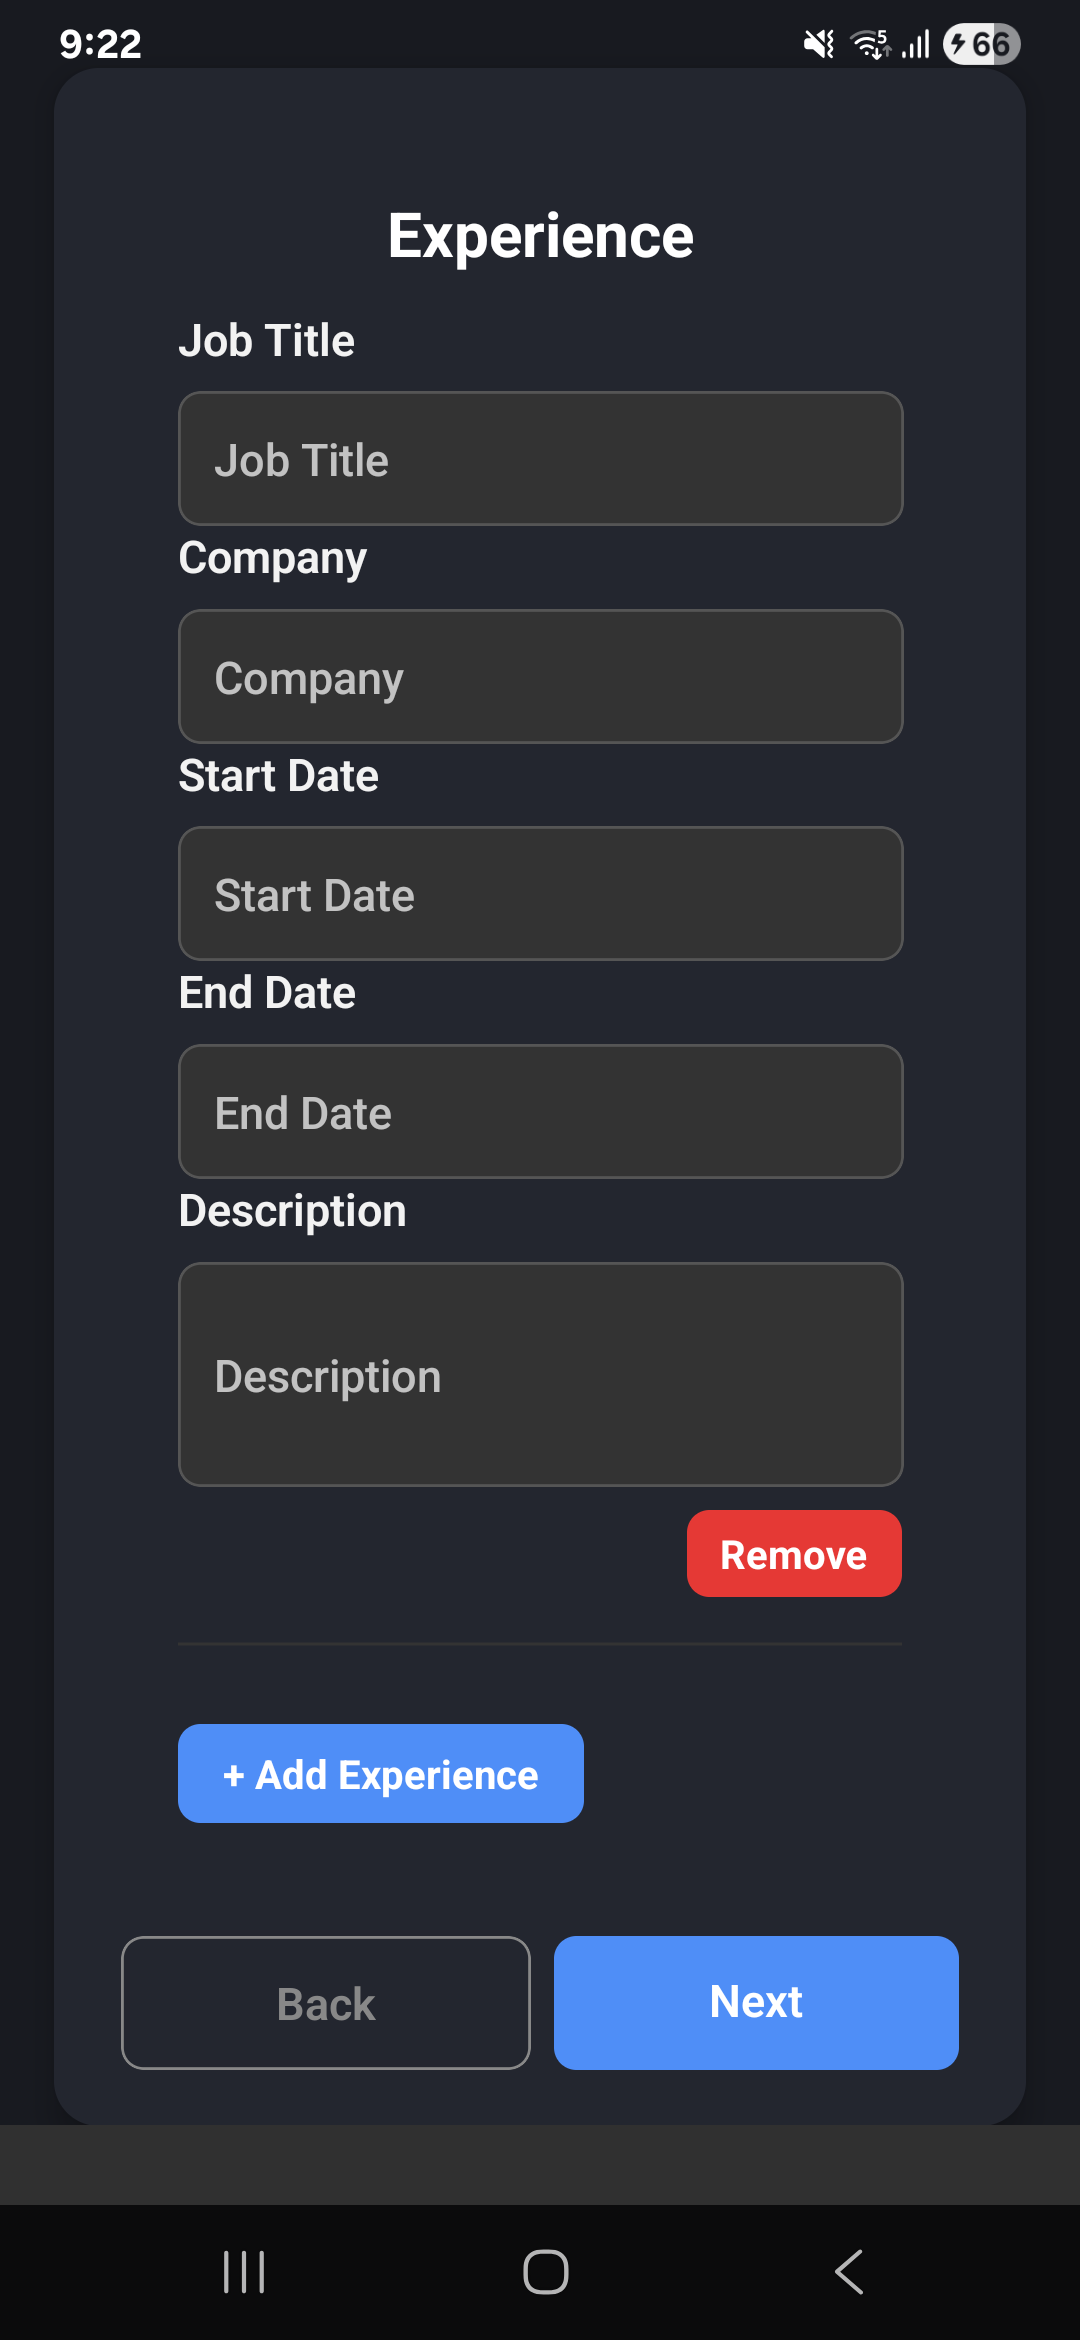 9:22
5
66
Experience
Job Title
Job Title
Company
Company
Start Date
Start Date
End Date
End Date
Description
Description
Remove
+ Add Experience
Back
Next